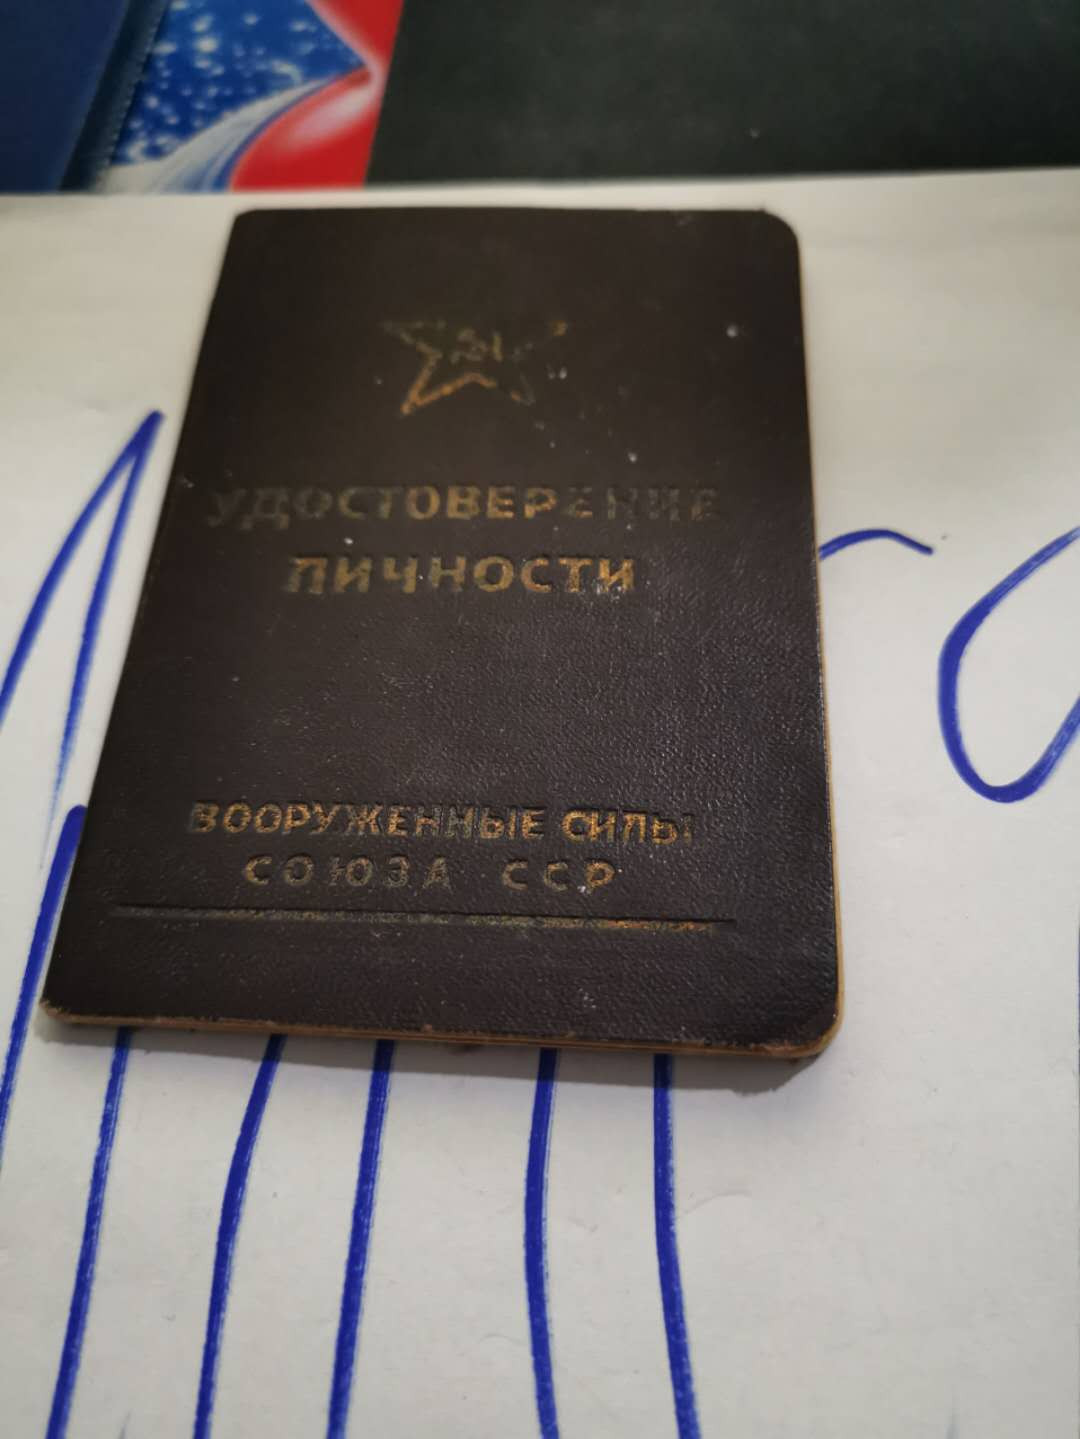 УДОСТОВЕРЕНИЕ
ЛИЧНОСТИ
ВООРУЖЕННЫЕ СИЛЫ
СОЮЗА ССР